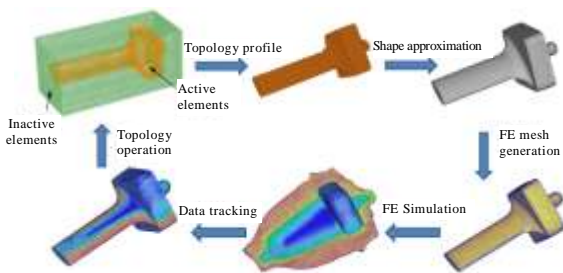 Topology profile
Shape approximation
Active
elements
Inactive
elements
Topology
operation
FE mesh
generation
Data tracking
FE Simulation